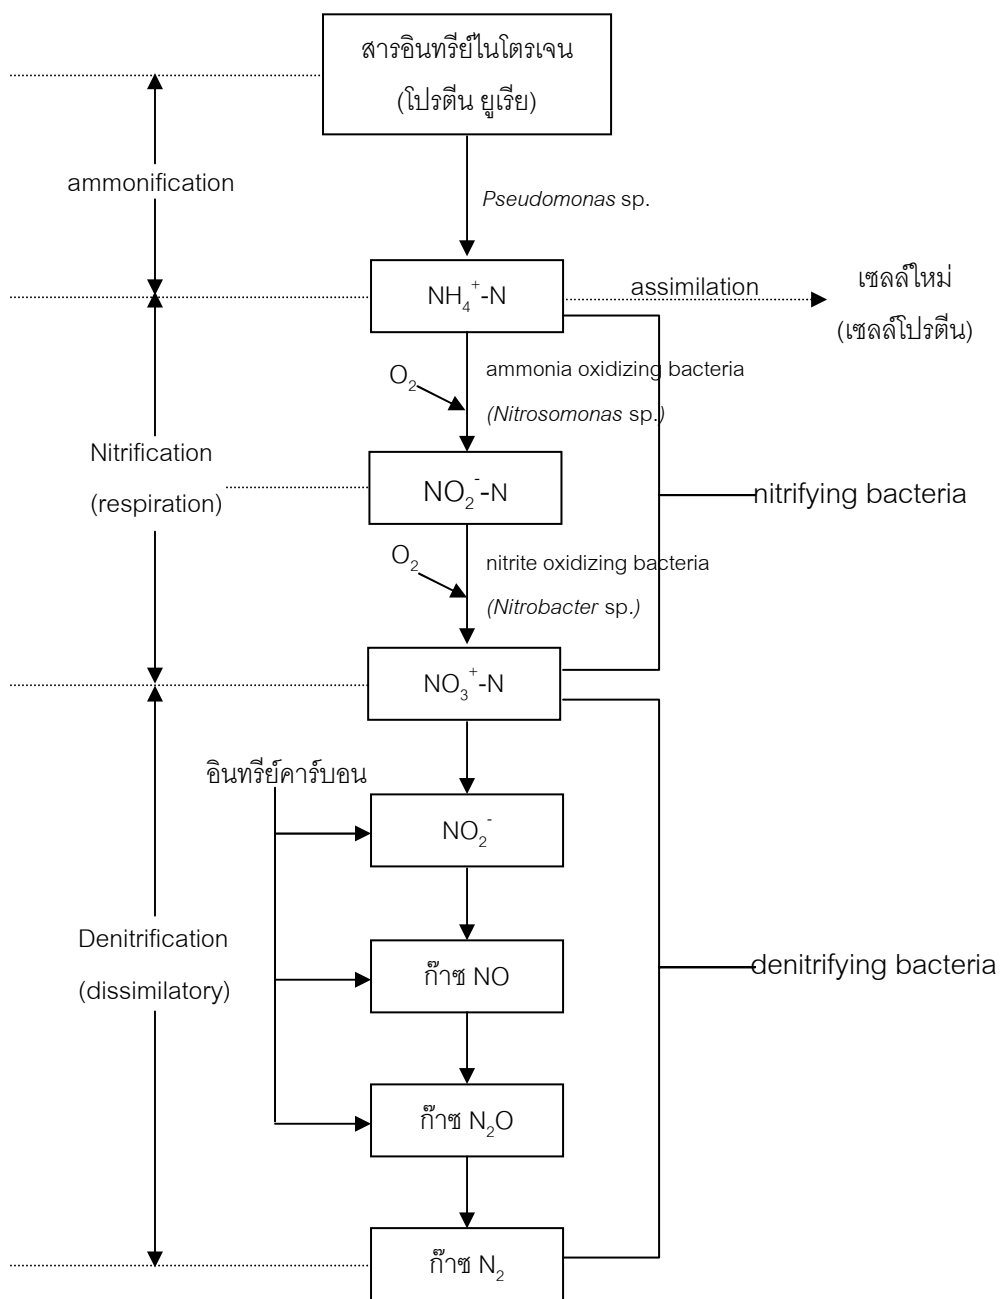 สารอินทรีย์ไนโตรเจน
(โปรตีน ยูเรีย)
ammonification
Pseudomonas sp.
NH₄⁺-N
assimilation
เซลล์ใหม่
(เซลล์โปรตีน)
O₂
ammonia oxidizing bacteria
(Nitrosomonas sp.)
Nitrification
(respiration)
NO₂⁻-N
nitrifying bacteria
O₂
nitrite oxidizing bacteria
(Nitrobacter sp.)
NO₃⁺-N
อินทรีย์คาร์บอน
NO₂⁻
Denitrification
(dissimilatory)
ก๊าซ NO
denitrifying bacteria
ก๊าซ N₂O
ก๊าซ N₂